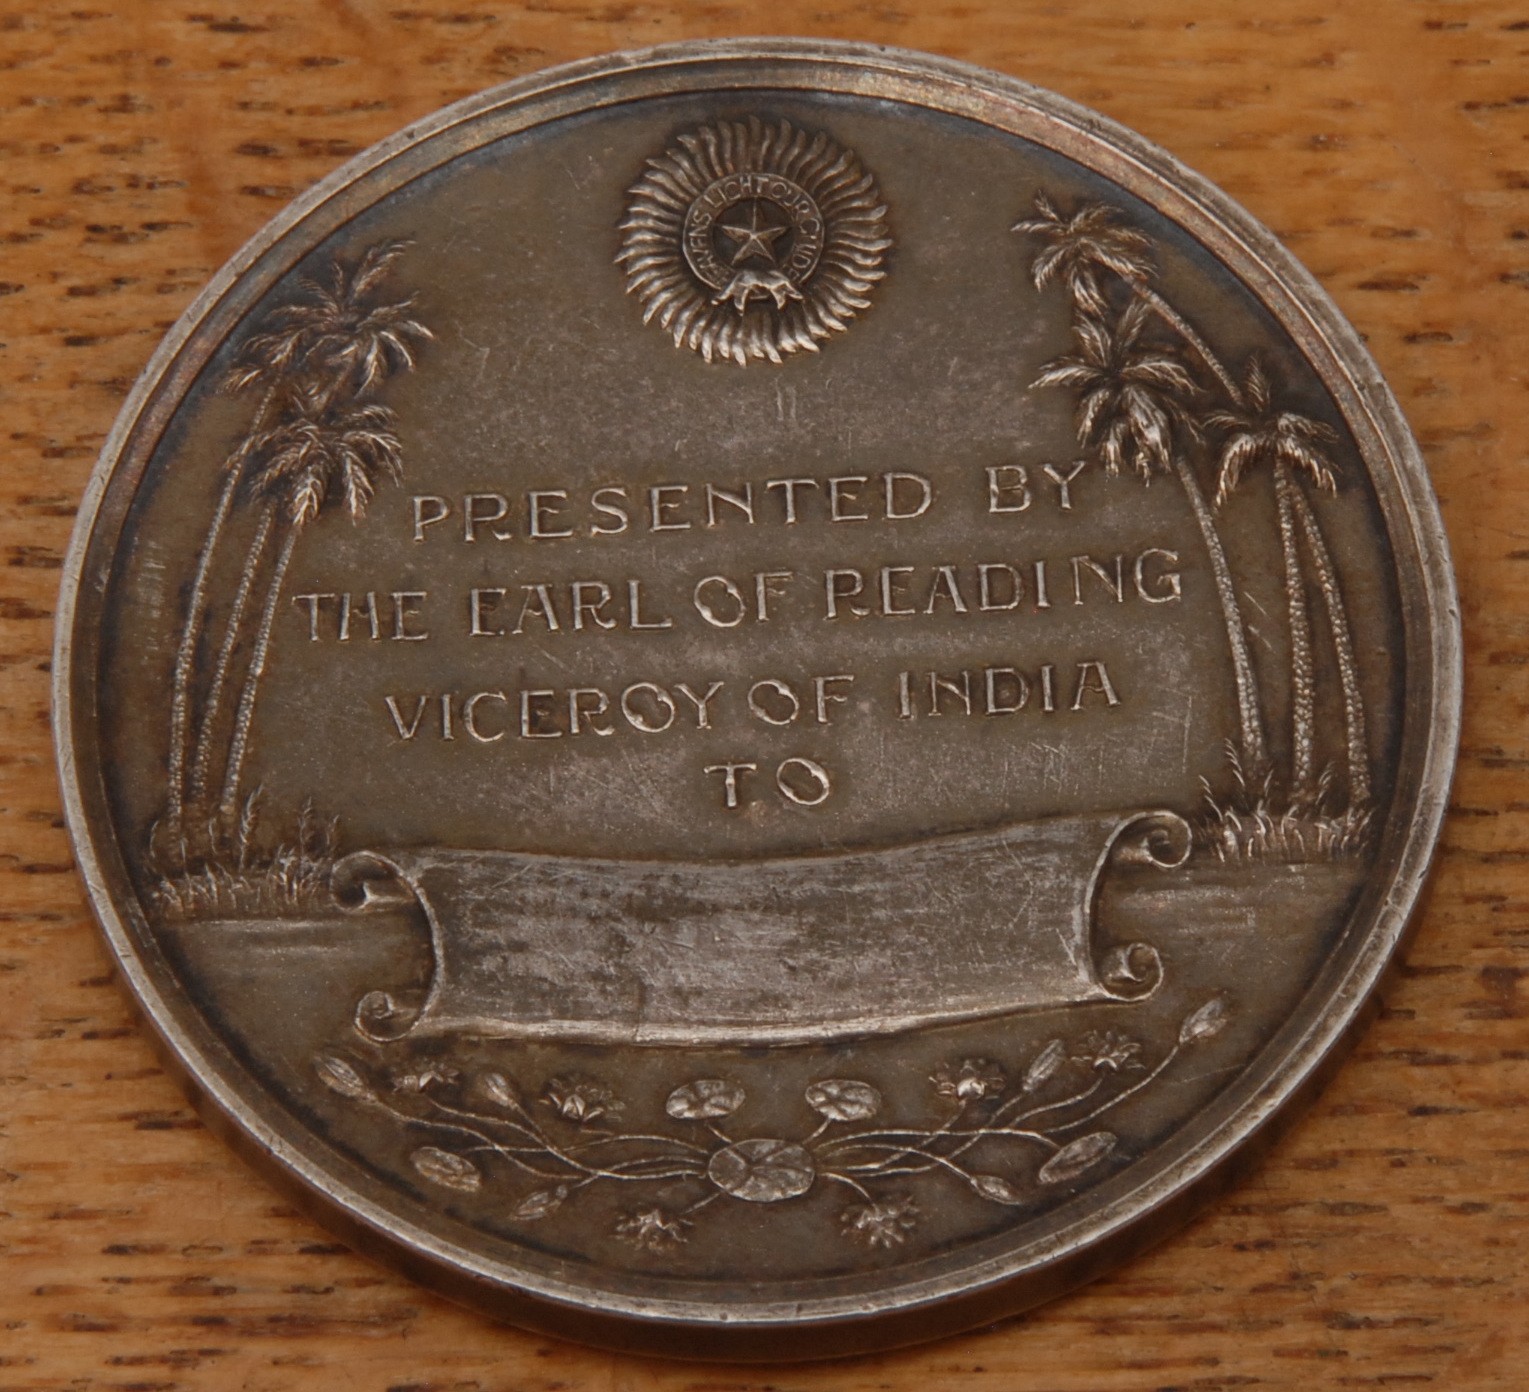 HEAVENS LIGHT OUR GUIDE
PRESENTED BY
THE EARL OF READING
VICEROY OF INDIA
TO